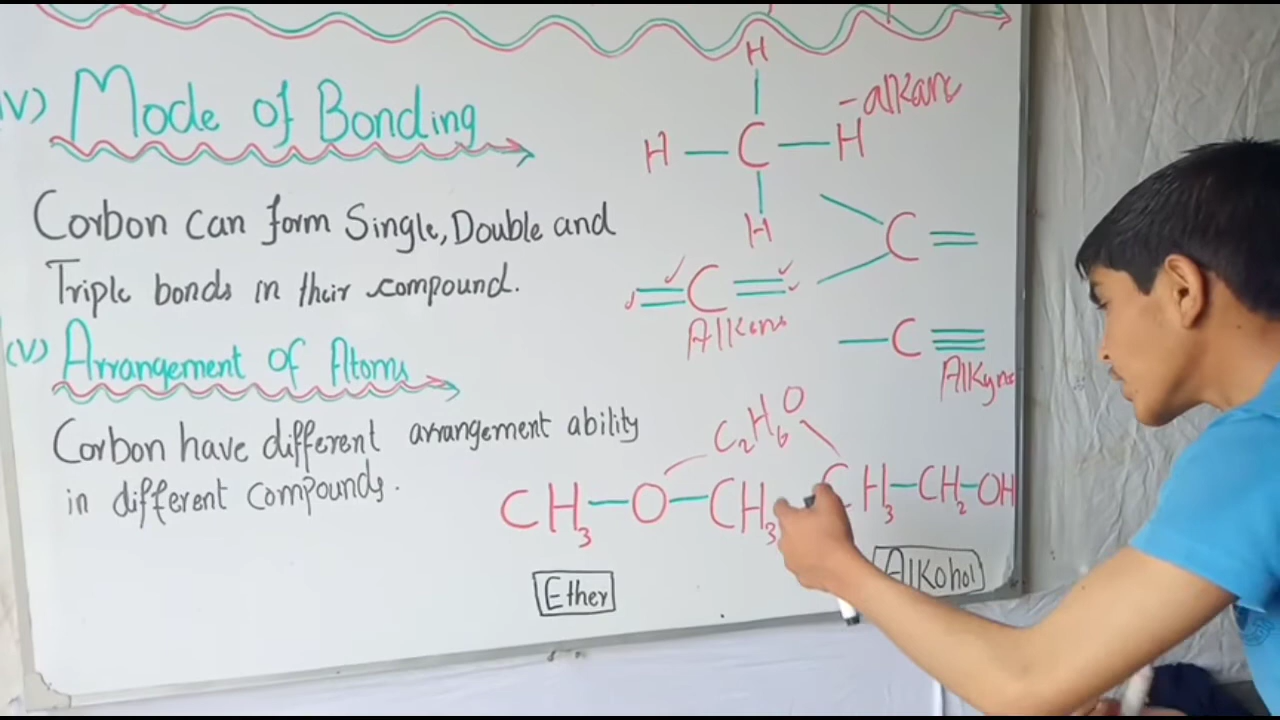 IV) Mode of Bonding
Corbon can form Single, Double and
Triple bonds in their compound.
(V) Arrangement of Atoms
Corbon have different arrangement ability
in different compounds.
H
-alkane
H — C — H
H
C =
= C =
Alkens
— C ≡
Alkyne
C₂H₆O
CH₃—O—CH₃
CH₃—CH₂—OH
Ether
Alkohol